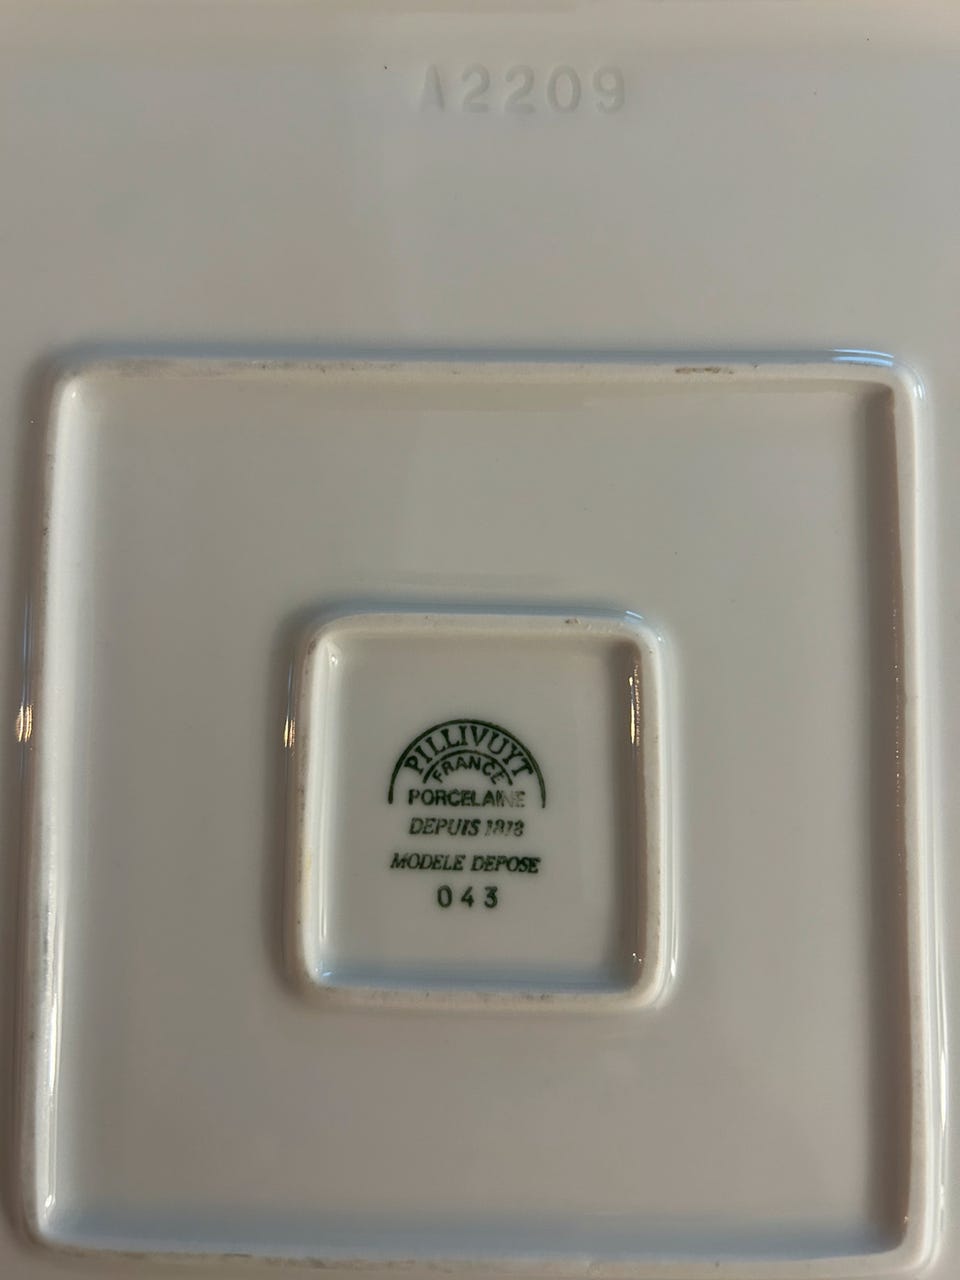 A2209
PILLIVUYT
FRANCE
PORCELAINE
DEPUIS 1818
MODELE DEPOSE
043